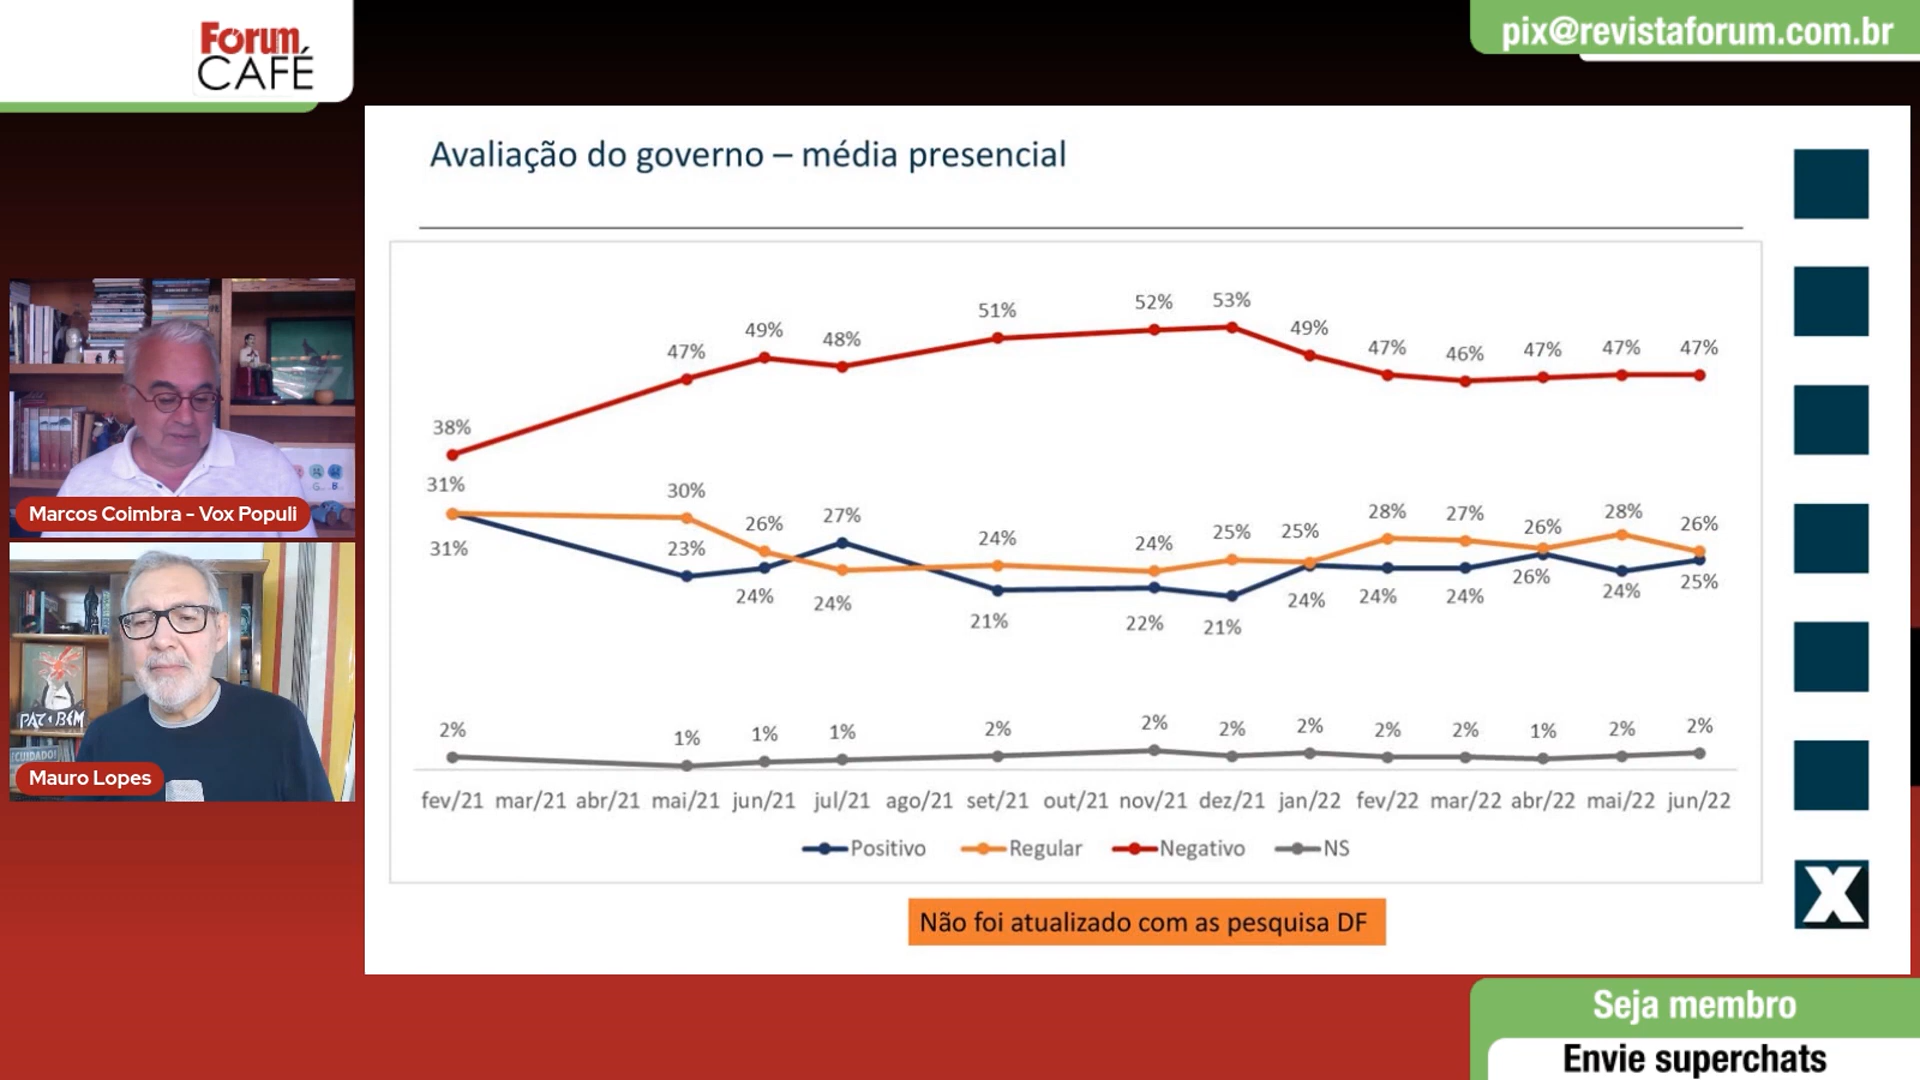 Forum
CAFÉ
pix@revistaforum.com.br
Avaliação do governo – média presencial
38% 47% 49% 48% 51% 52% 53% 49% 47% 46% 47% 47% 47%
31% 30% 26% 27% 24% 24% 25% 25% 28% 27% 26% 28% 26%
31% 23% 24% 24% 21% 22% 21% 24% 24% 24% 26% 24% 25%
2% 1% 1% 1% 2% 2% 2% 2% 2% 2% 1% 2% 2%
fev/21 mar/21 abr/21 mai/21 jun/21 jul/21 ago/21 set/21 out/21 nov/21 dez/21 jan/22 fev/22 mar/22 abr/22 mai/22 jun/22
Positivo Regular Negativo NS
Não foi atualizado com as pesquisa DF
X
Marcos Coimbra - Vox Populi
PAZ E BEM
¡CUIDADO!
Mauro Lopes
Seja membro
Envie superchats